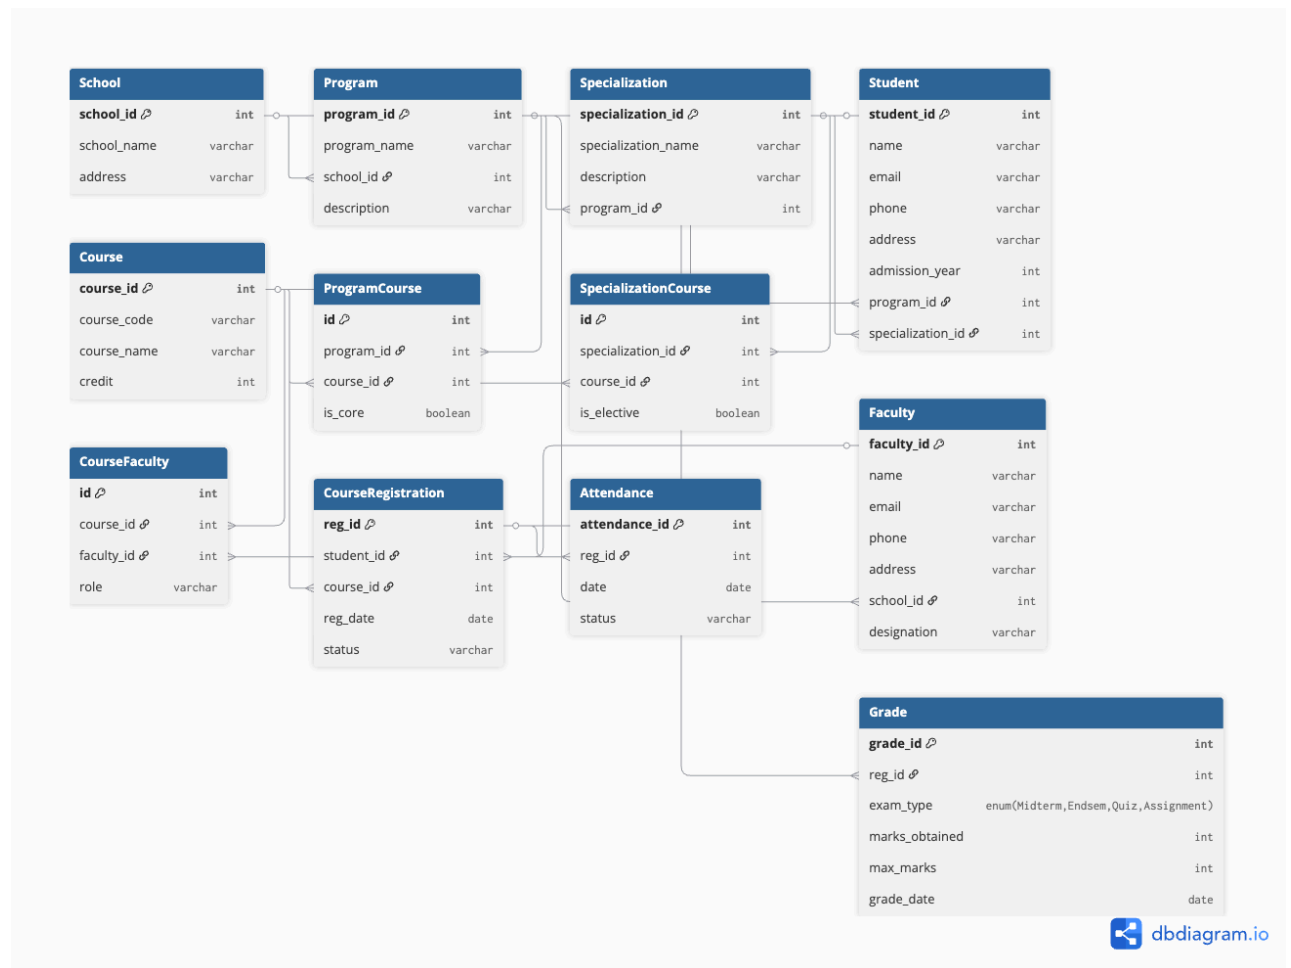 School
school_id int
school_name varchar
address varchar
Program
program_id int
program_name varchar
school_id int
description varchar
Specialization
specialization_id int
specialization_name varchar
description varchar
program_id int
Student
student_id int
name varchar
email varchar
phone varchar
address varchar
admission_year int
program_id int
specialization_id int
Course
course_id int
course_code varchar
course_name varchar
credit int
ProgramCourse
id int
program_id int
course_id int
is_core boolean
SpecializationCourse
id int
specialization_id int
course_id int
is_elective boolean
Faculty
faculty_id int
name varchar
email varchar
phone varchar
address varchar
school_id int
designation varchar
CourseFaculty
id int
course_id int
faculty_id int
role varchar
CourseRegistration
reg_id int
student_id int
course_id int
reg_date date
status varchar
Attendance
attendance_id int
reg_id int
date date
status varchar
Grade
grade_id int
reg_id int
exam_type enum(Midterm,Endsem,Quiz,Assignment)
marks_obtained int
max_marks int
grade_date date
dbdiagram.io